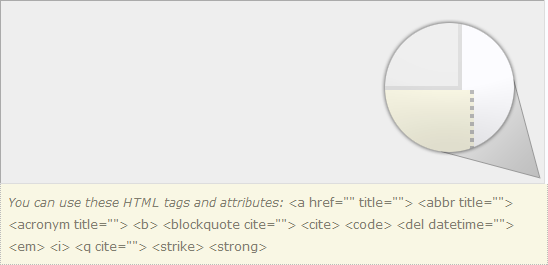 You can use these HTML tags and attributes: <a href="" title=""> <abbr title="">
<acronym title=""> <b> <blockquote cite=""> <cite> <code> <del datetime="">
<em> <i> <q cite=""> <strike> <strong>